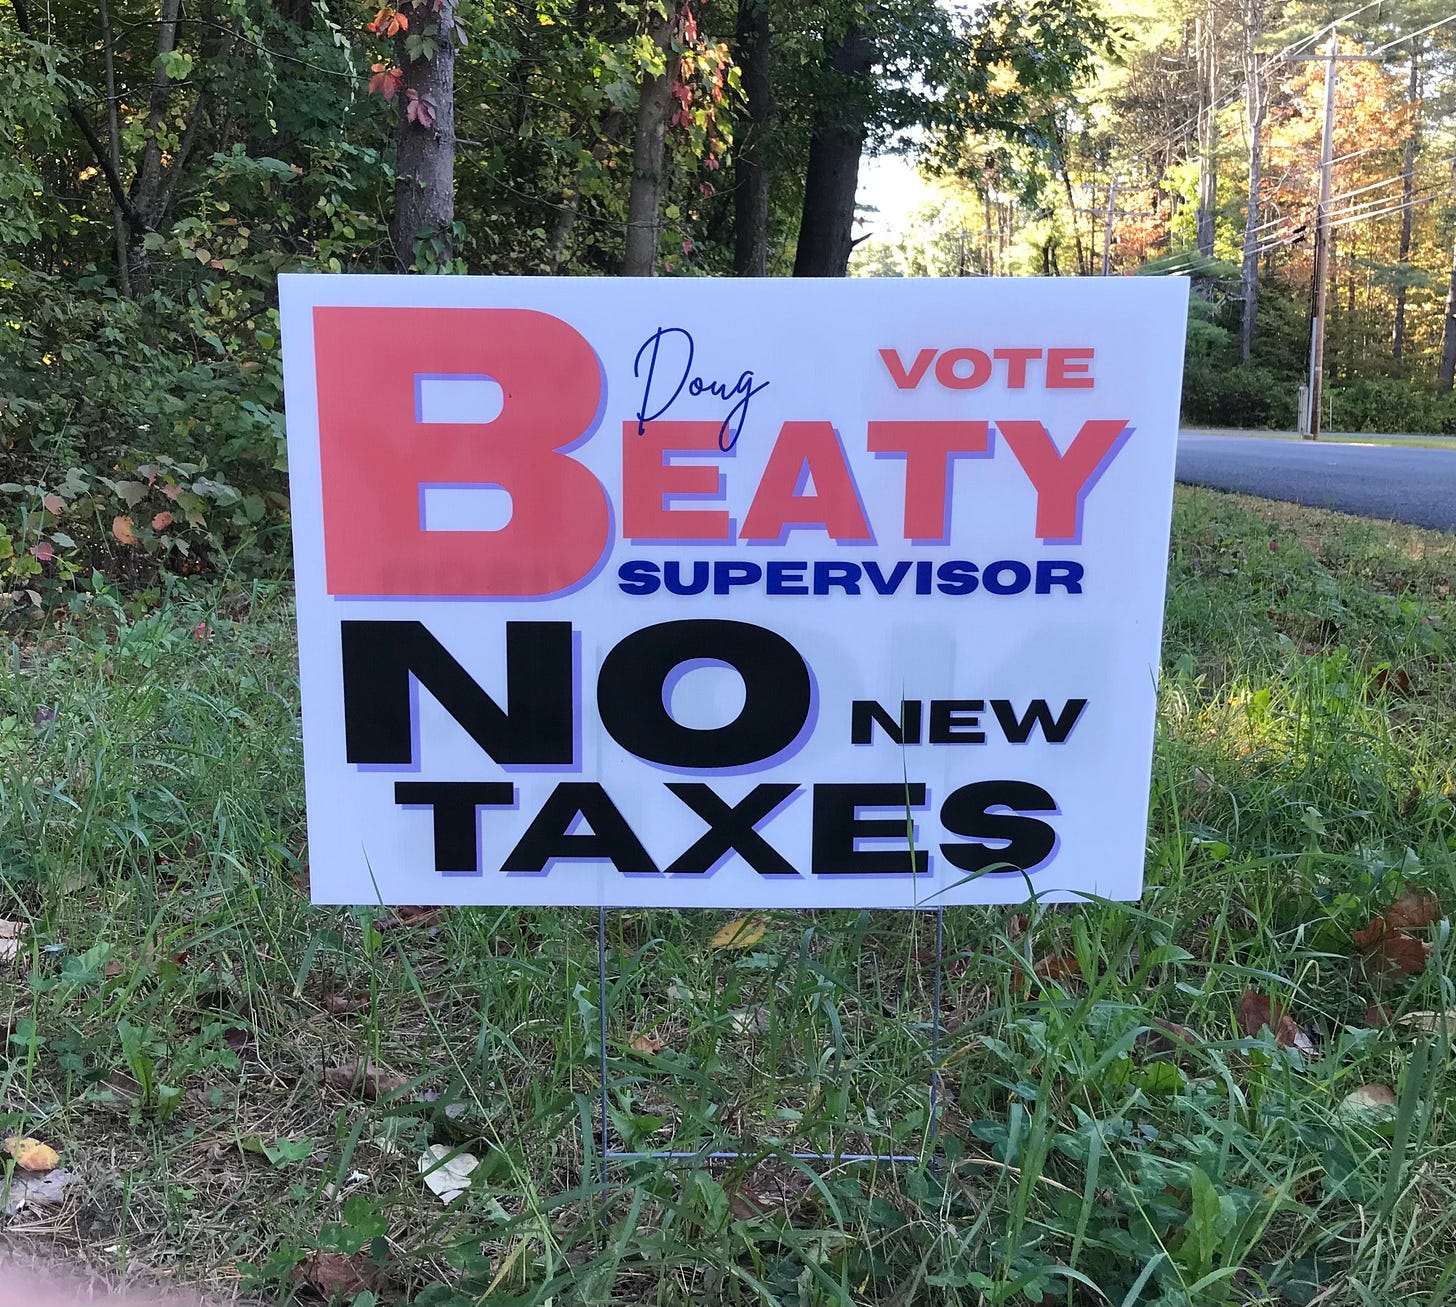 VOTE
Doug
BEATY
SUPERVISOR
NO NEW
TAXES